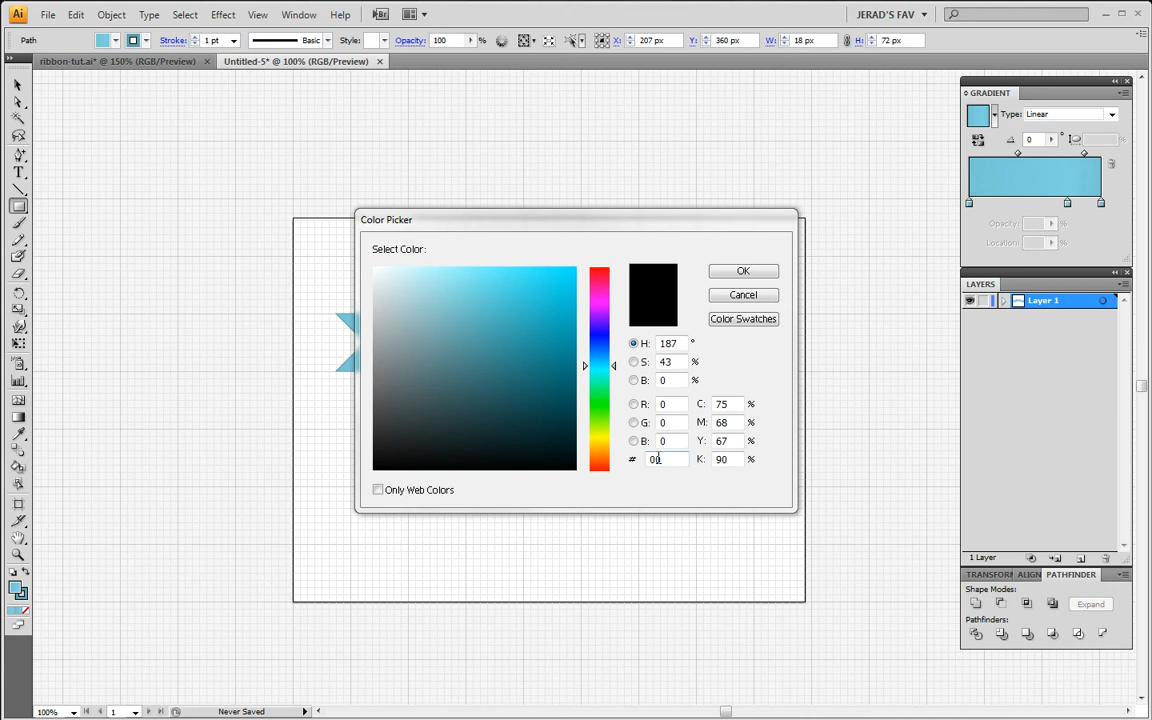 Ai File Edit Object Type Select Effect View Window Help Br JERAD'S FAV
Path Stroke: 1 pt Basic Style: Opacity: 100 % X: 207 px Y: 360 px W: 18 px H: 72 px
ribbon-tut.ai* @ 150% (RGB/Preview) × Untitled-5* @ 100% (RGB/Preview) ×
GRADIENT
Type: Linear
0 °
%
Opacity: %
Location: %
Color Picker
Select Color:
OK
Cancel
Color Swatches
H: 187 °
S: 43 %
B: 0 %
R: 0 C: 75 %
G: 0 M: 68 %
B: 0 Y: 67 %
# 00 K: 90 %
Only Web Colors
LAYERS
Layer 1
1 Layer
TRANSFORM ALIGN PATHFINDER
Shape Modes:
Expand
Pathfinders:
100% 1 Never Saved